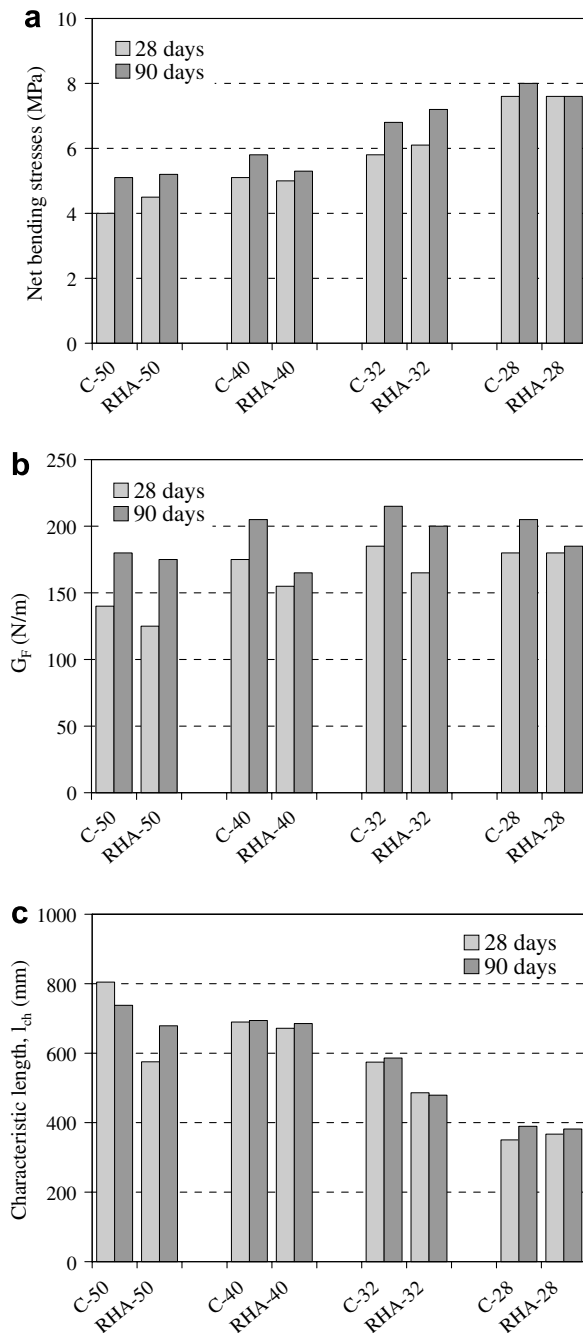 a
10
8
6
4
2
0
Net bending stresses (MPa)
28 days
90 days
C-50
RHA-50
C-40
RHA-40
C-32
RHA-32
C-28
RHA-28
b
250
200
150
100
50
0
G_F (N/m)
28 days
90 days
C-50
RHA-50
C-40
RHA-40
C-32
RHA-32
C-28
RHA-28
c
1000
800
600
400
200
0
Characteristic length, l_ch (mm)
28 days
90 days
C-50
RHA-50
C-40
RHA-40
C-32
RHA-32
C-28
RHA-28